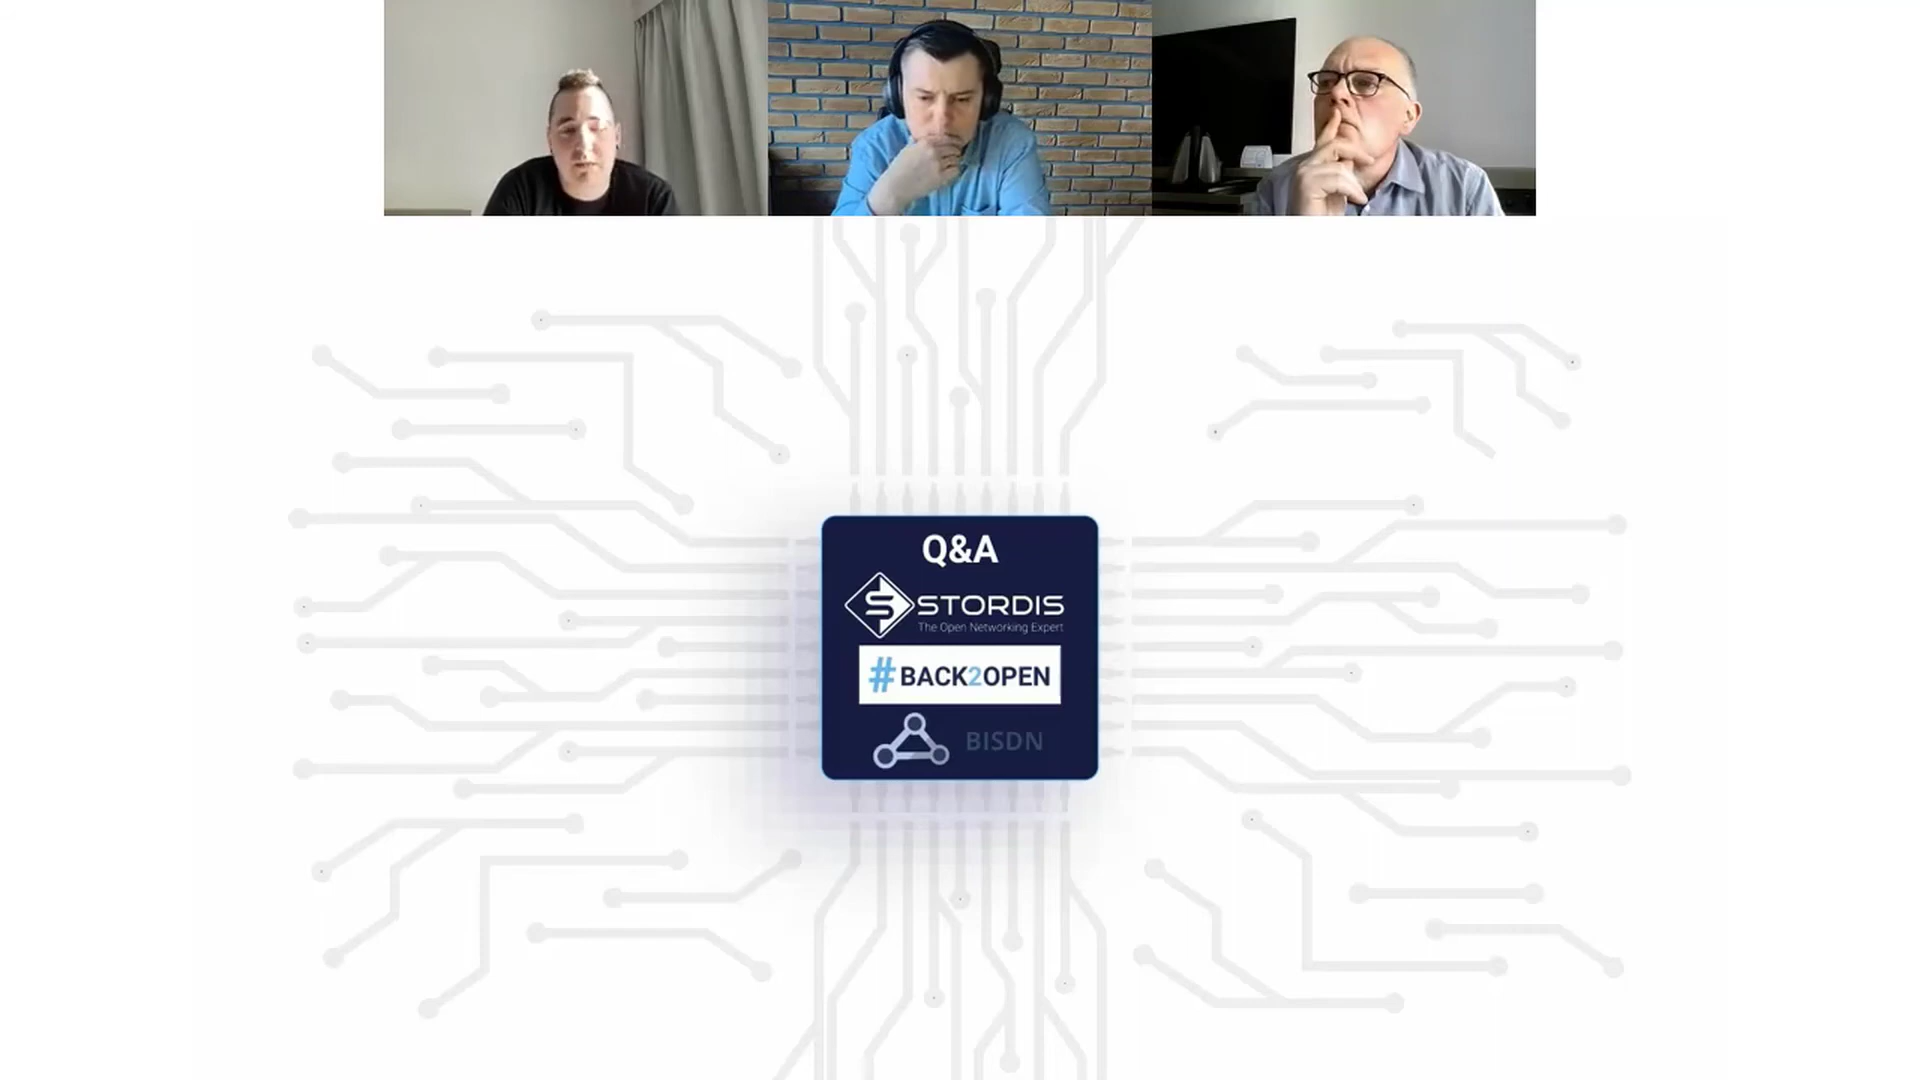 Q&A
STORDIS
The Open Networking Expert
#BACK2OPEN
BISDN